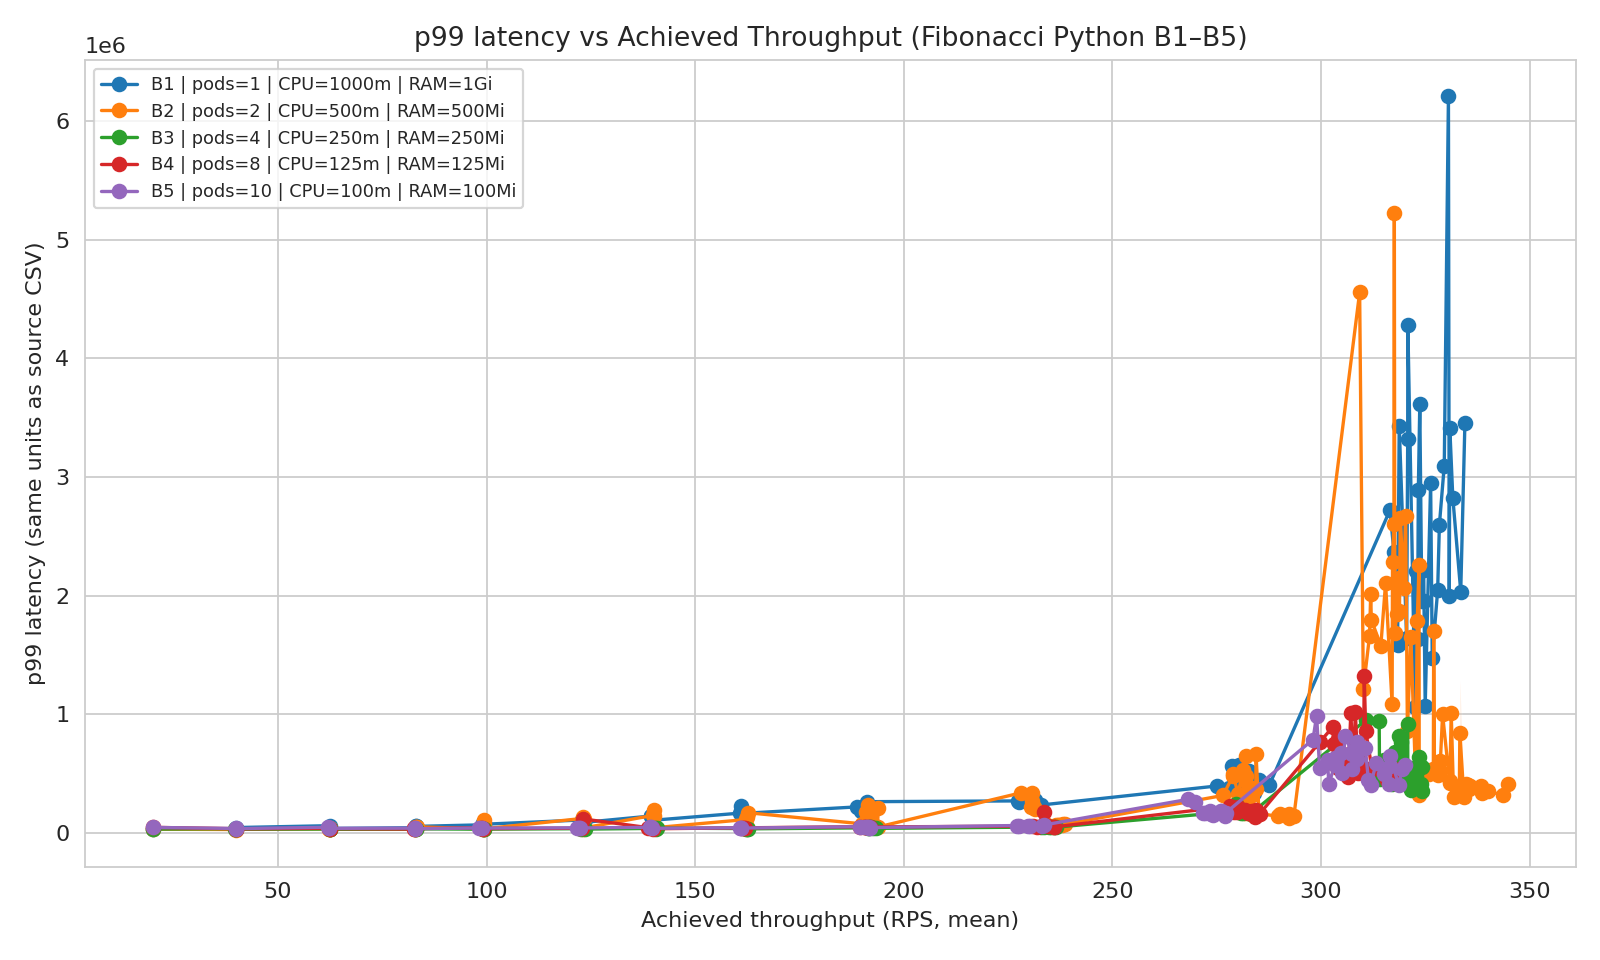 p99 latency vs Achieved Throughput (Fibonacci Python B1–B5)
1e6
B1 | pods=1 | CPU=1000m | RAM=1Gi
B2 | pods=2 | CPU=500m | RAM=500Mi
B3 | pods=4 | CPU=250m | RAM=250Mi
B4 | pods=8 | CPU=125m | RAM=125Mi
B5 | pods=10 | CPU=100m | RAM=100Mi
p99 latency (same units as source CSV)
6
5
4
3
2
1
0
50 100 150 200 250 300 350
Achieved throughput (RPS, mean)